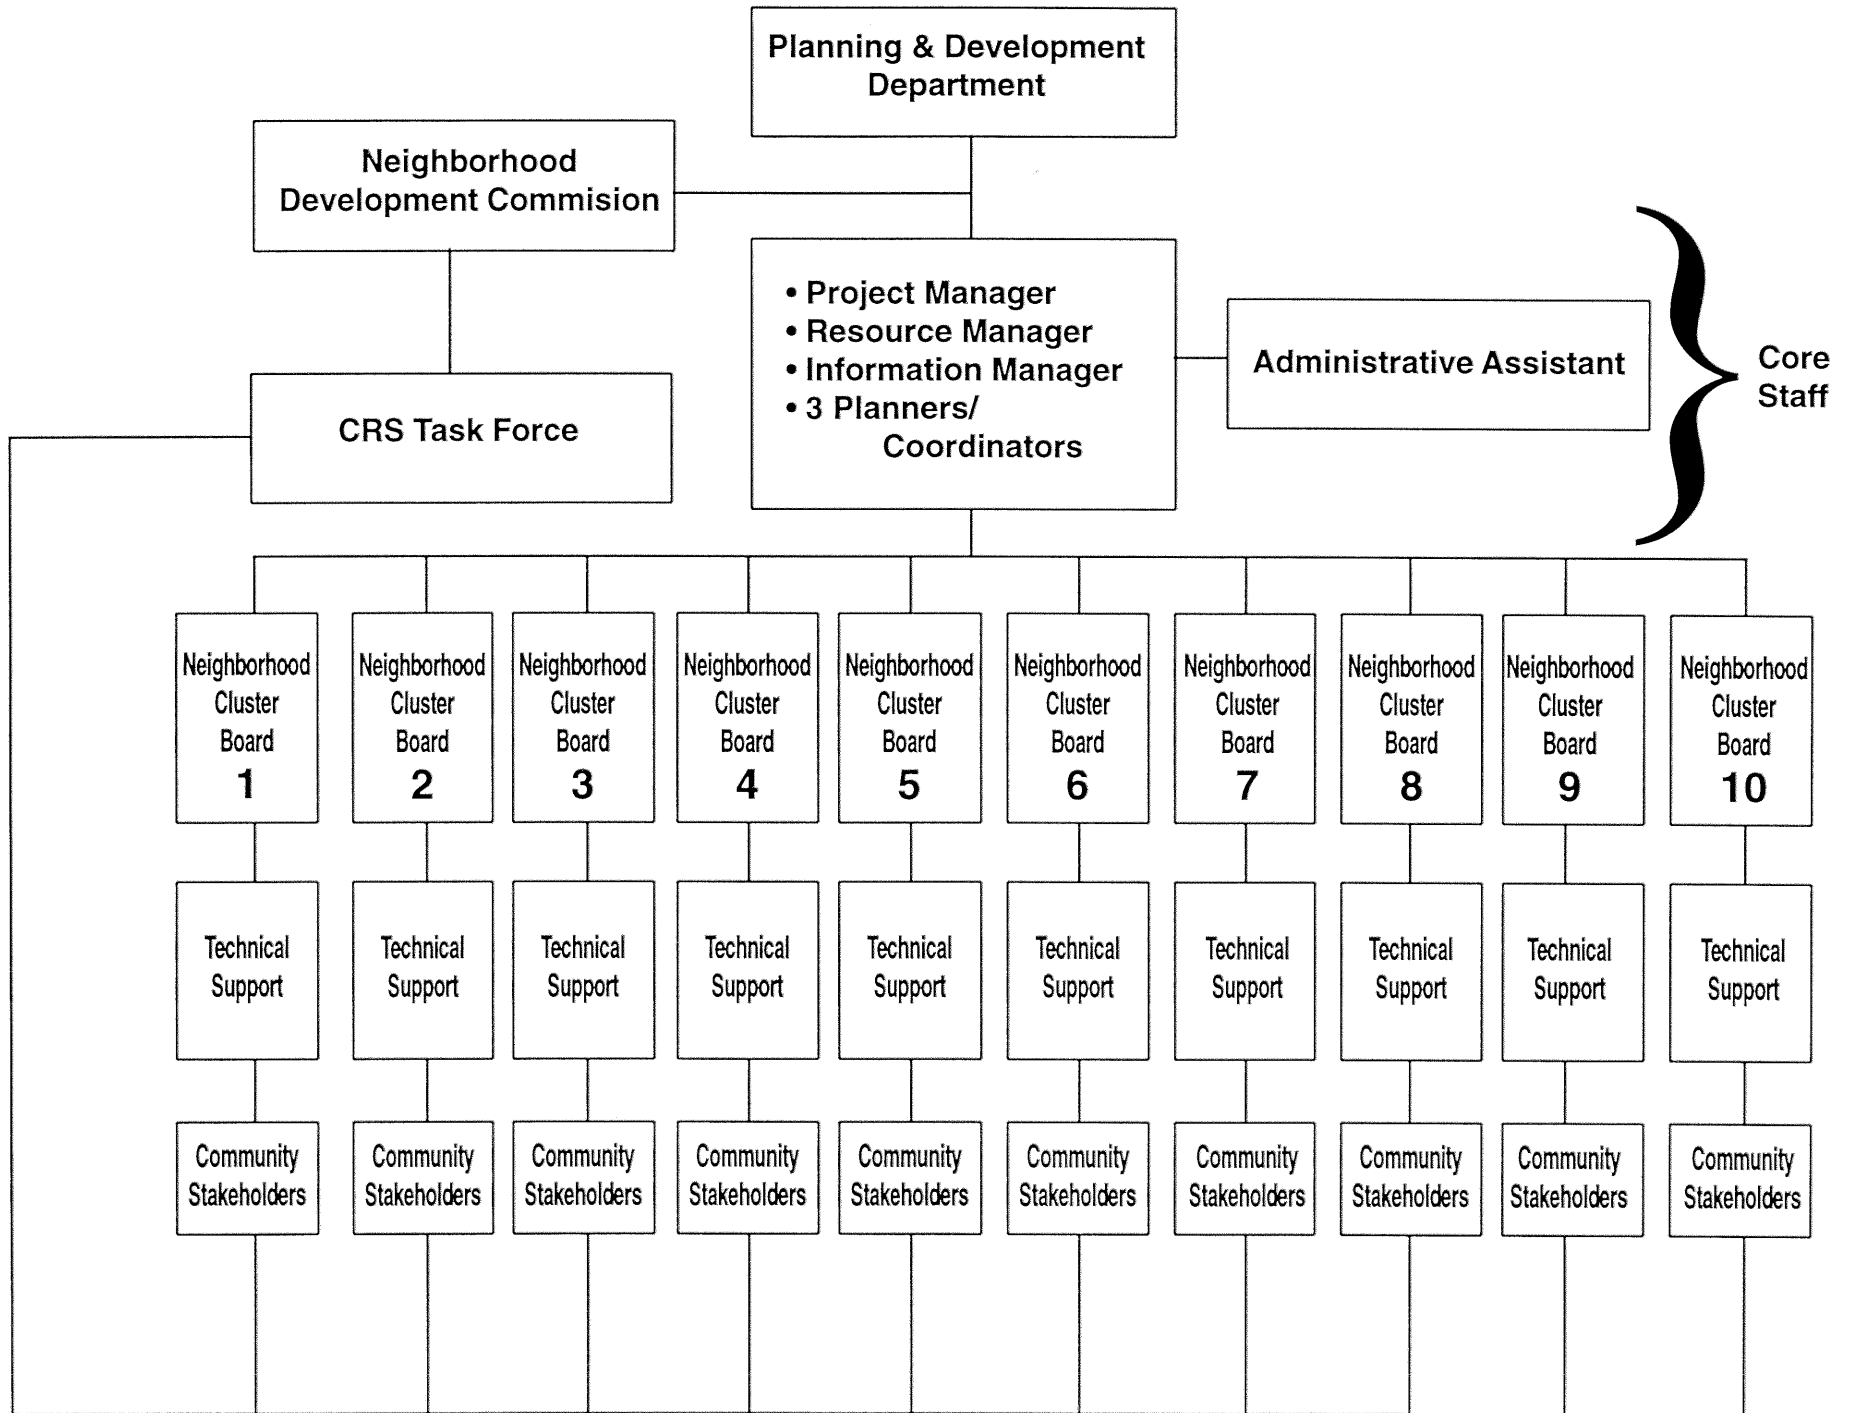 Planning & Development
Department
Neighborhood
Development Commision
• Project Manager
• Resource Manager
• Information Manager
• 3 Planners/
Coordinators
Administrative Assistant
Core
Staff
CRS Task Force
Neighborhood
Cluster
Board
1
Neighborhood
Cluster
Board
2
Neighborhood
Cluster
Board
3
Neighborhood
Cluster
Board
4
Neighborhood
Cluster
Board
5
Neighborhood
Cluster
Board
6
Neighborhood
Cluster
Board
7
Neighborhood
Cluster
Board
8
Neighborhood
Cluster
Board
9
Neighborhood
Cluster
Board
10
Technical
Support
Technical
Support
Technical
Support
Technical
Support
Technical
Support
Technical
Support
Technical
Support
Technical
Support
Technical
Support
Technical
Support
Community
Stakeholders
Community
Stakeholders
Community
Stakeholders
Community
Stakeholders
Community
Stakeholders
Community
Stakeholders
Community
Stakeholders
Community
Stakeholders
Community
Stakeholders
Community
Stakeholders